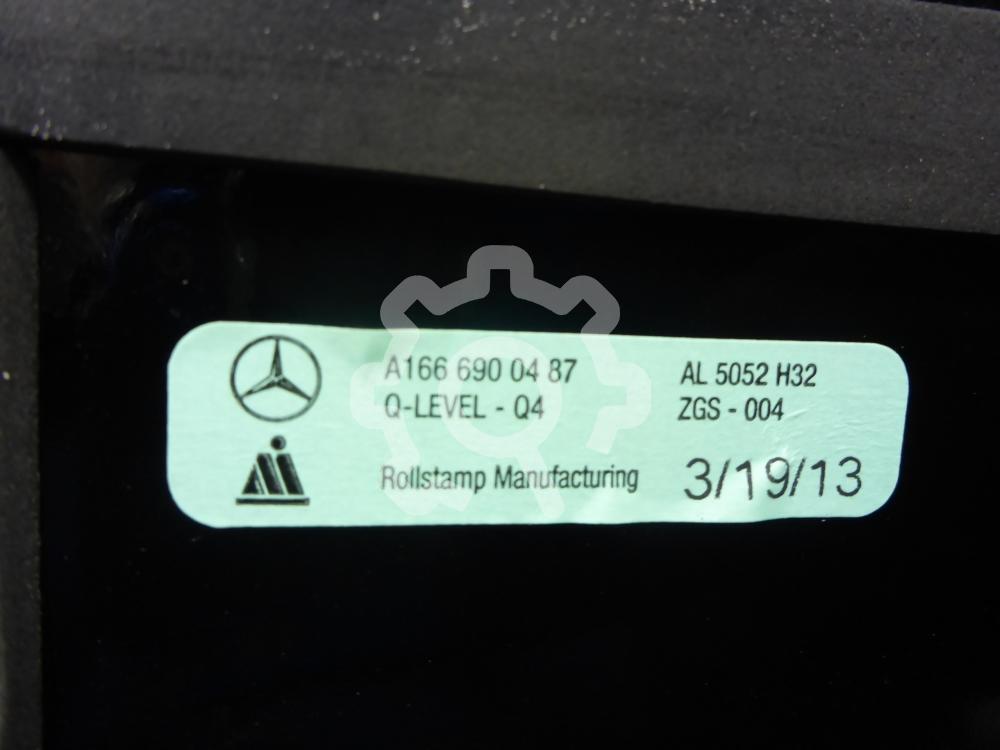 A166 690 04 87 AL 5052 H32
Q-LEVEL - Q4 ZGS - 004
Rollstamp Manufacturing 3/19/13